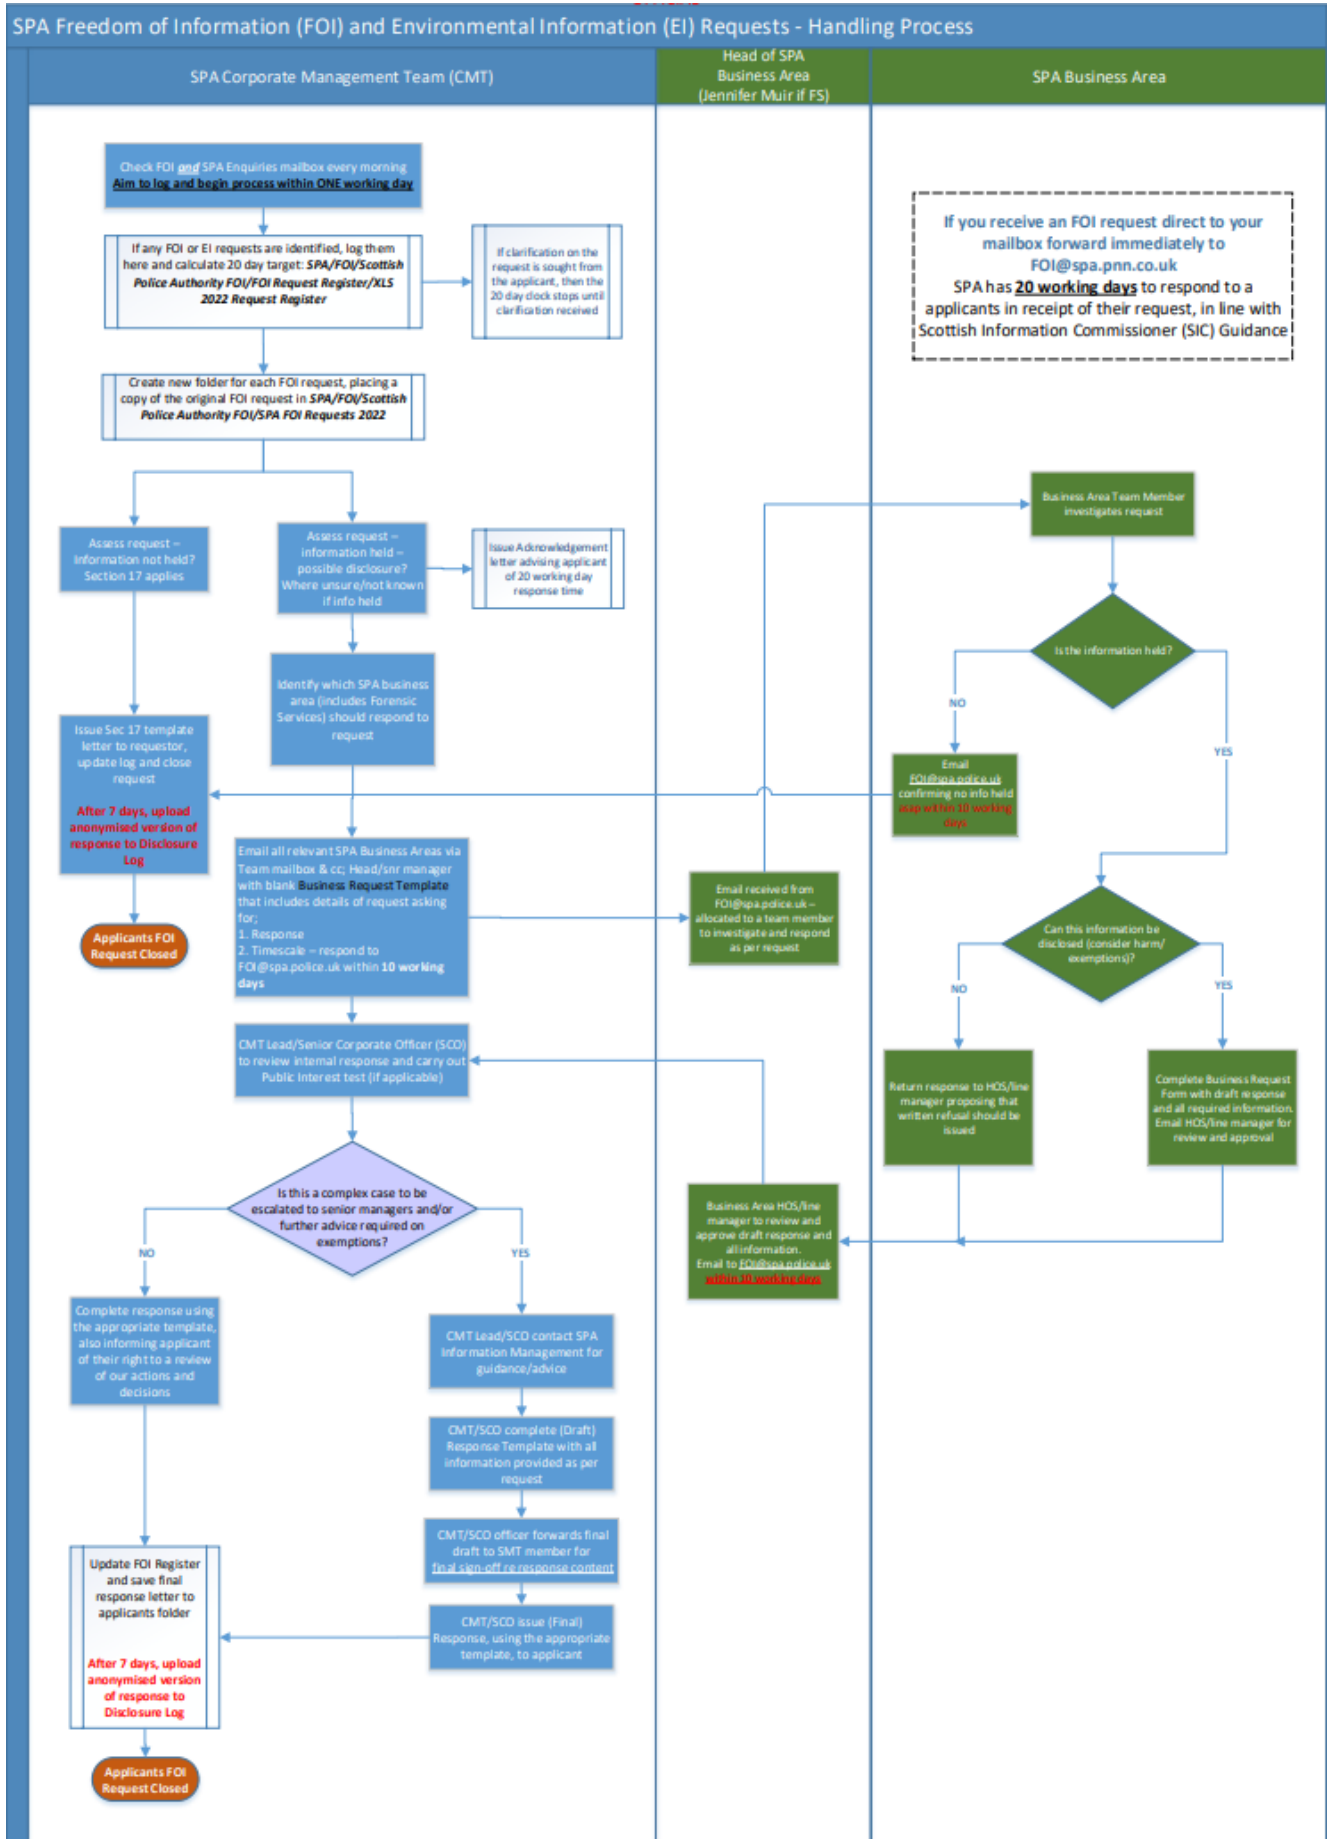 SPA Freedom of Information (FOI) and Environmental Information (EI) Requests - Handling Process
SPA Corporate Management Team (CMT)
Head of SPA
Business Area
(Jennifer Muir if FS)
SPA Business Area
Check FOI and SPA Enquiries mailbox every morning
Aim to log and begin process within ONE working day
If any FOI or EI requests are identified, log them
here and calculate 20 day target: SPA/FOI/Scottish
Police Authority FOI/FOI Request Register/XLS
2022 Request Register
If clarification on the
request is sought from
the applicant, then the
20 day clock stops until
clarification received
If you receive an FOI request direct to your
mailbox forward immediately to
FOI@spa.pnn.co.uk
SPA has 20 working days to respond to a
applicants in receipt of their request, in line with
Scottish Information Commissioner (SIC) Guidance
Create new folder for each FOI request, placing a
copy of the original FOI request in SPA/FOI/Scottish
Police Authority FOI/SPA FOI Requests 2022
Assess request –
Information not held?
Section 17 applies
Assess request –
information held –
possible disclosure?
Where unsure/not known
if info held
Issue Acknowledgement
letter advising applicant
of 20 working day
response time
Business Area Team Member
investigates request
Is the information held?
NO
YES
Identify which SPA business
area (includes Forensic
Services) should respond to
request
Issue Sec 17 template
letter to requestor,
update log and close
request
After 7 days, upload
anonymised version of
response to Disclosure
Log
Email
FOI@spa.police.uk
confirming no info held
asap within 10 working
days
Applicants FOI
Request Closed
Email all relevant SPA Business Areas via
Team mailbox & cc; Head/snr manager
with blank Business Request Template
that includes details of request asking
for;
1. Response
2. Timescale – respond to
FOI@spa.police.uk within 10 working
days
Email received from
FOI@spa.police.uk –
allocated to a team member
to investigate and respond
as per request
Can this information be
disclosed (consider harm/
exemptions)?
NO
YES
CMT Lead/Senior Corporate Officer (SCO)
to review internal response and carry out
Public Interest test (if applicable)
Return response to HOS/line
manager proposing that
written refusal should be
issued
Complete Business Request
Form with draft response
and all required information.
Email HOS/line manager for
review and approval
Is this a complex case to be
escalated to senior managers and/or
further advice required on
exemptions?
NO
YES
Business Area HOS/line
manager to review and
approve draft response and
all information.
Email to FOI@spa.police.uk
within 10 working days
Complete response using
the appropriate template,
also informing applicant
of their right to a review
of our actions and
decisions
CMT Lead/SCO contact SPA
Information Management for
guidance/advice
CMT/SCO complete (Draft)
Response Template with all
information provided as per
request
CMT/SCO officer forwards final
draft to SMT member for
final sign-off re response content
CMT/SCO issue (Final)
Response, using the appropriate
template, to applicant
Update FOI Register
and save final
response letter to
applicants folder
After 7 days, upload
anonymised version
of response to
Disclosure Log
Applicants FOI
Request Closed